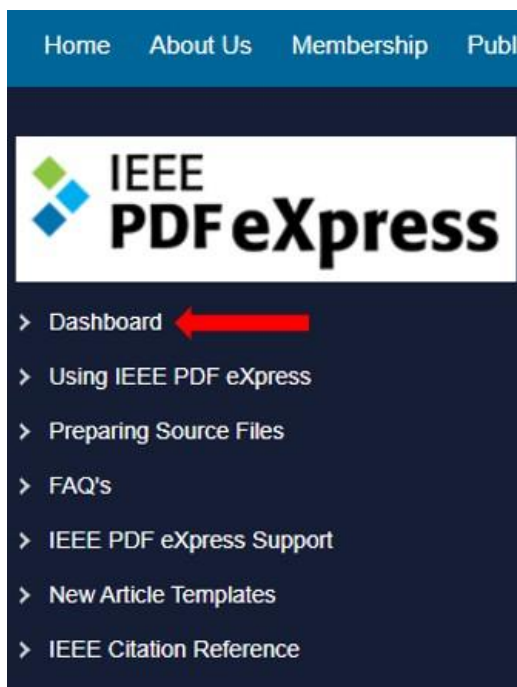 Home About Us Membership Publ
IEEE
PDF eXpress
Dashboard
Using IEEE PDF eXpress
Preparing Source Files
FAQ's
IEEE PDF eXpress Support
New Article Templates
IEEE Citation Reference